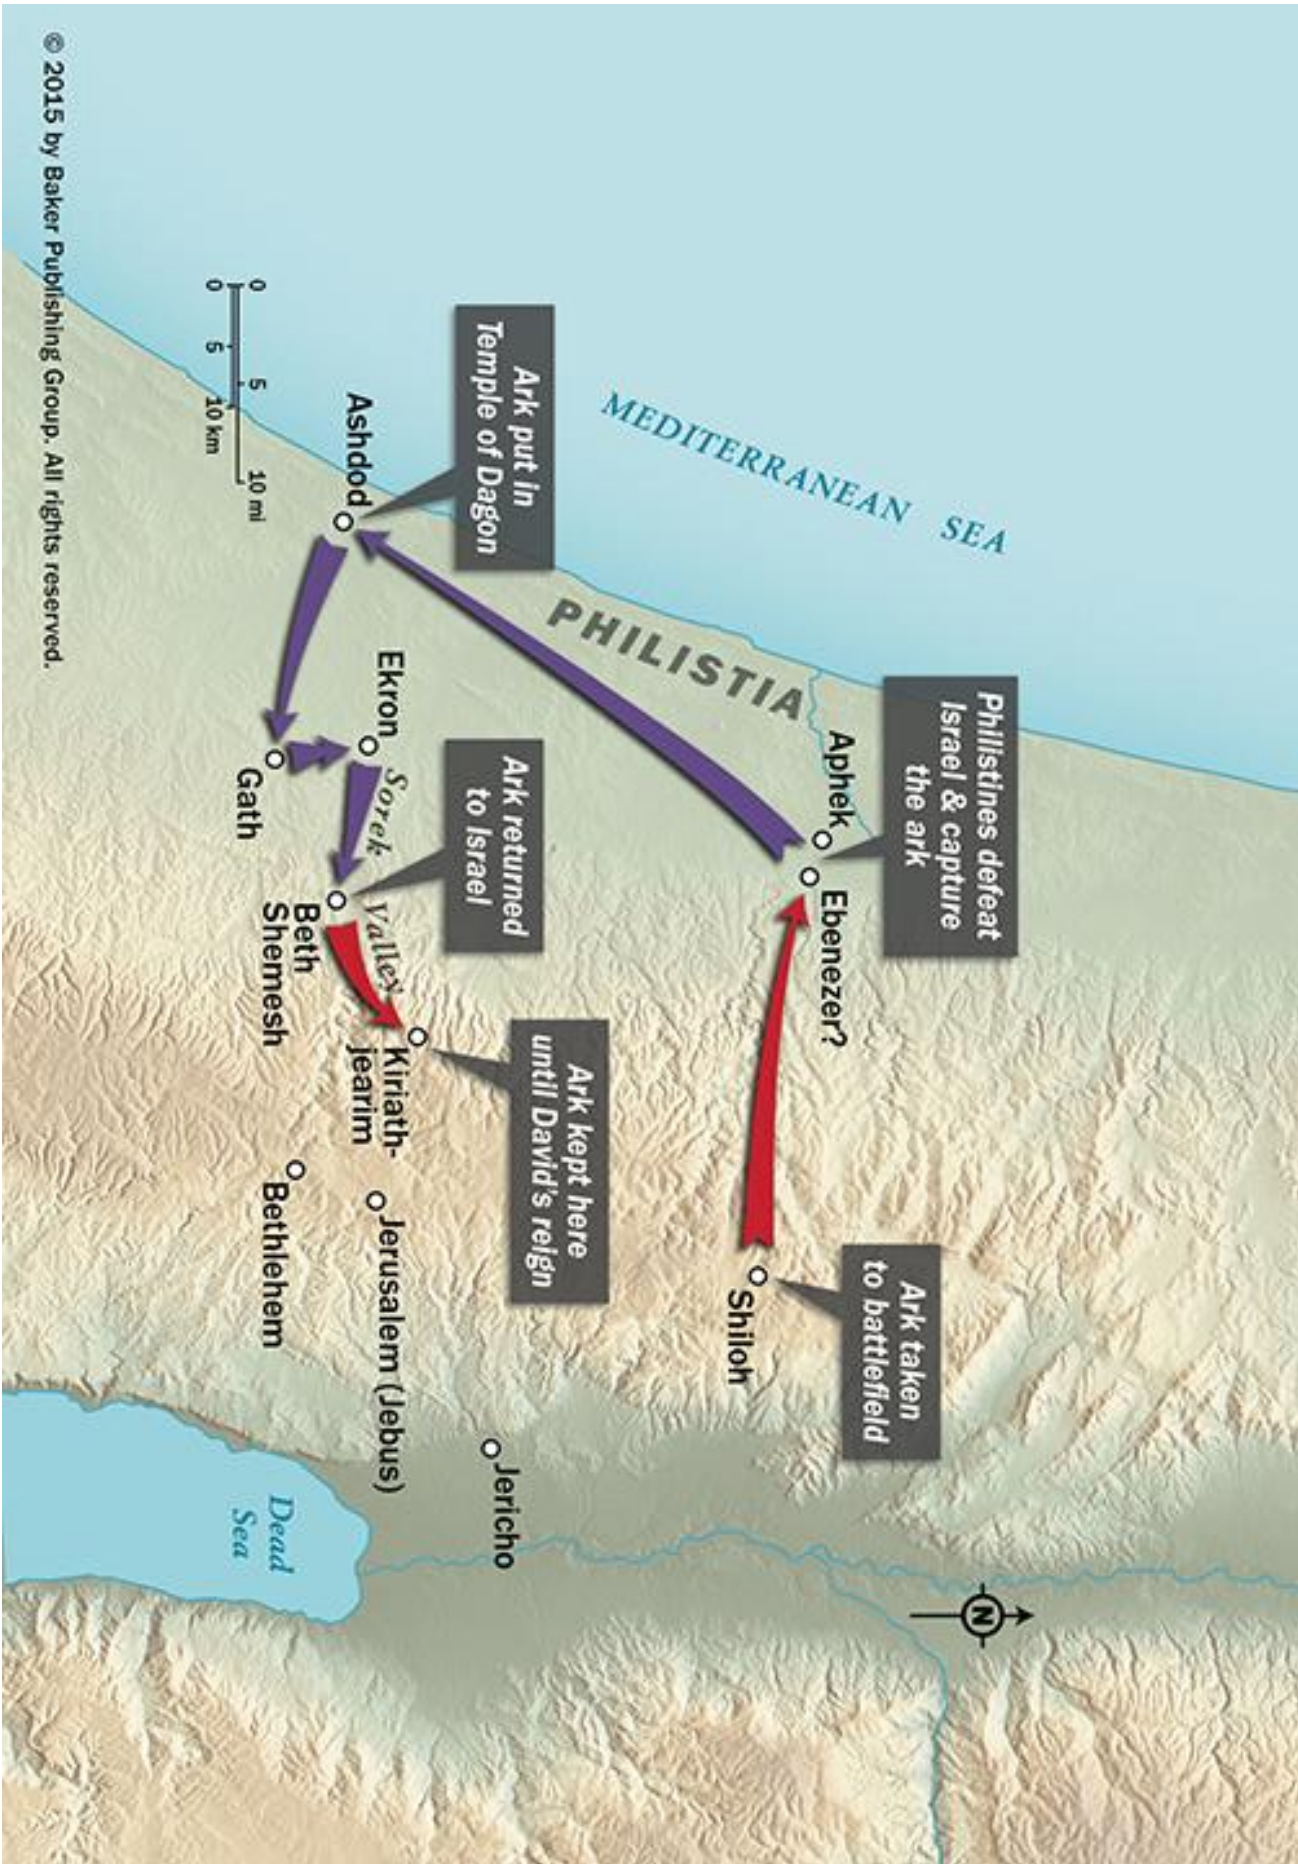 MEDITERRANEAN SEA
Philistines defeat
Israel & capture
the ark
Ark taken
to battlefield
N
Aphek
Ebenezer?
Shiloh
PHILISTIA
Ark put in
Temple of Dagon
Ark returned
to Israel
Ark kept here
until David's reign
Jericho
Ashdod
Ekron
Sorek Valley
Kiriath-
jearim
Jerusalem (Jebus)
Gath
Beth
Shemesh
Bethlehem
Dead
Sea
0 5 10 mi
0 5 10 km
© 2015 by Baker Publishing Group. All rights reserved.